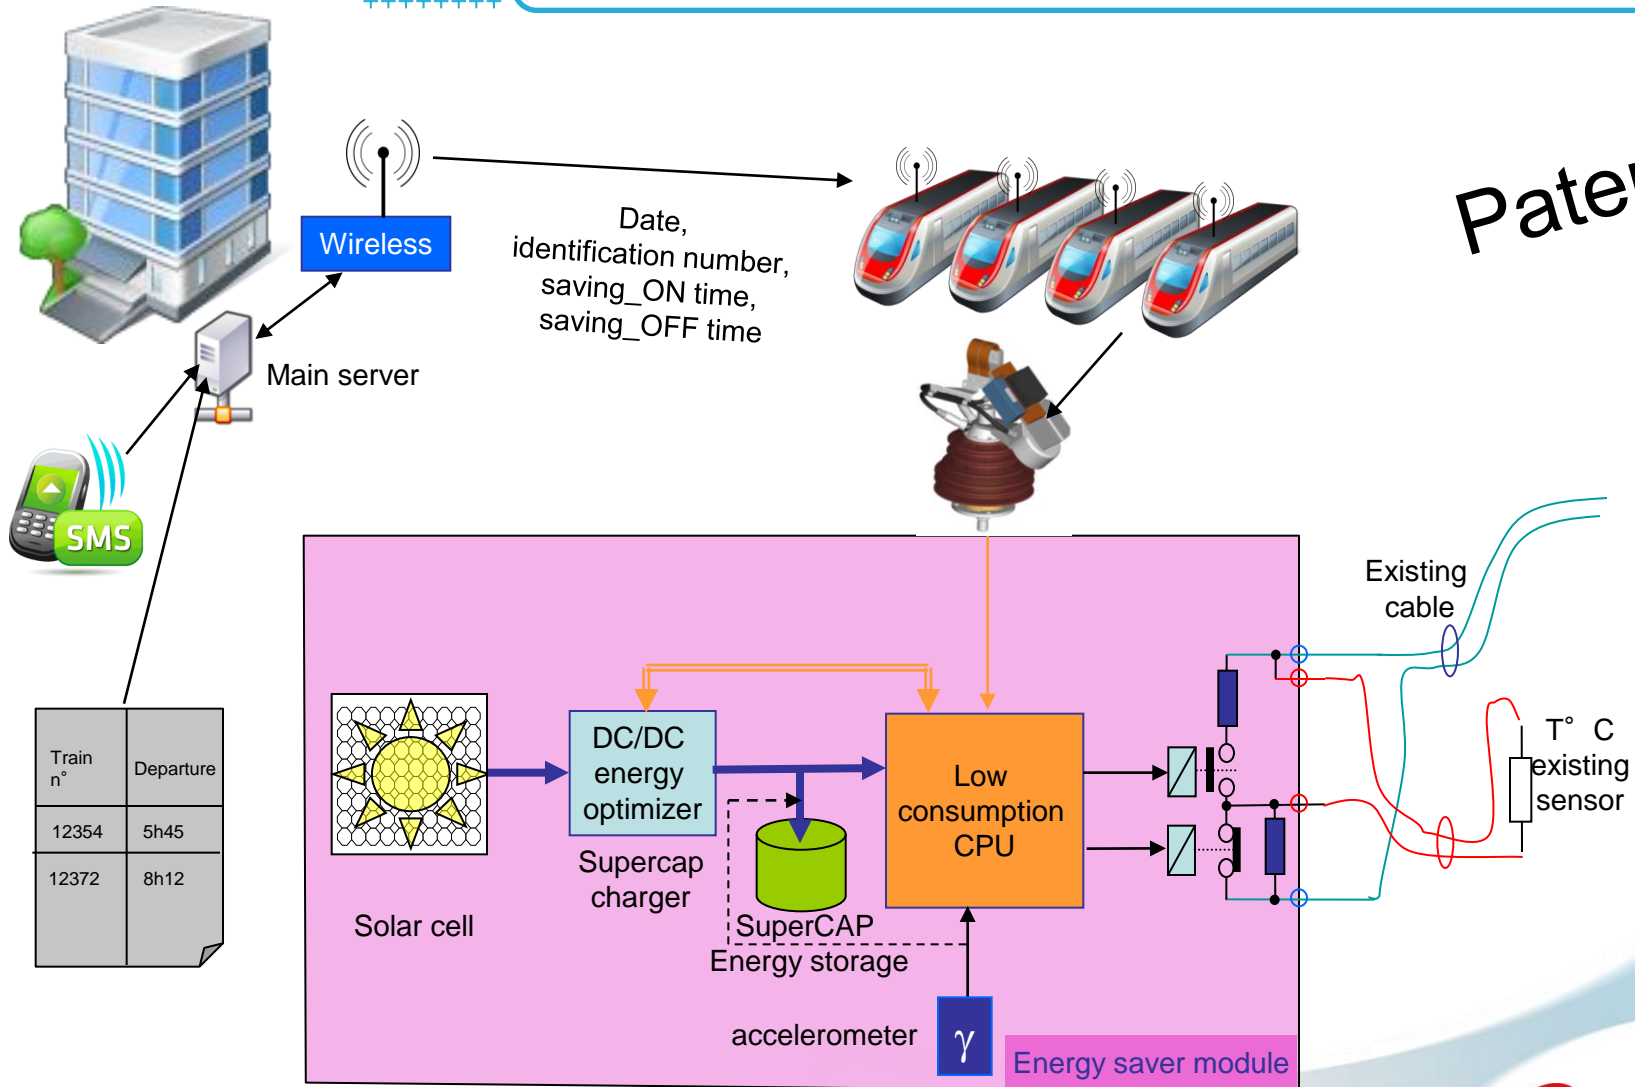 Wireless
Date,
identification number,
saving_ON time,
saving_OFF time
Main server
SMS
Train
n°
Departure
12354
5h45
12372
8h12
Existing
cable
T° C
existing
sensor
DC/DC
energy
optimizer
Supercap
charger
Low
consumption
CPU
Solar cell
SuperCAP
Energy storage
accelerometer
γ
Energy saver module